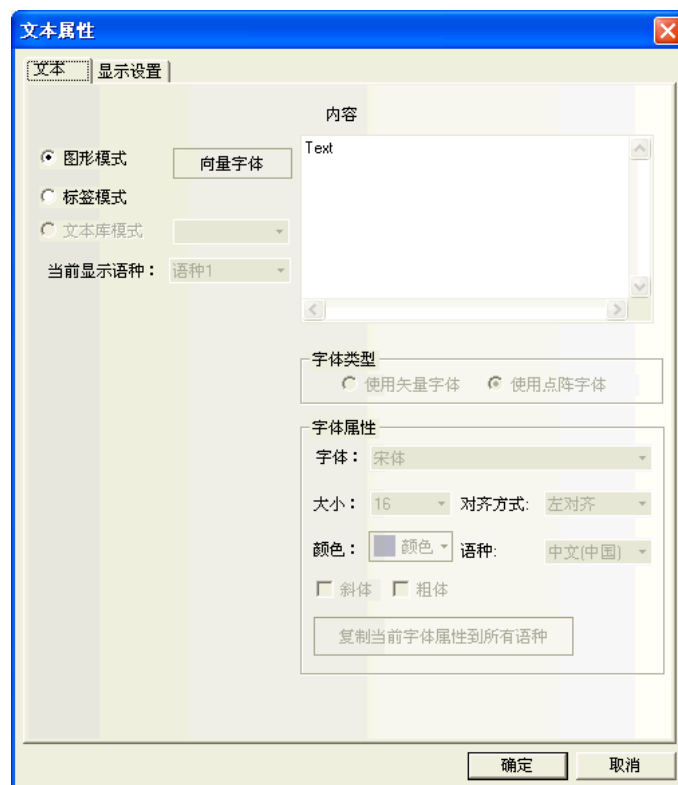 文本属性
文本 显示设置
内容
图形模式 向量字体
Text
标签模式
文本库模式
当前显示语种： 语种1
字体类型
使用矢量字体 使用点阵字体
字体属性
字体： 宋体
大小： 16 对齐方式: 左对齐
颜色： 颜色 语种: 中文(中国)
斜体 粗体
复制当前字体属性到所有语种
确定 取消